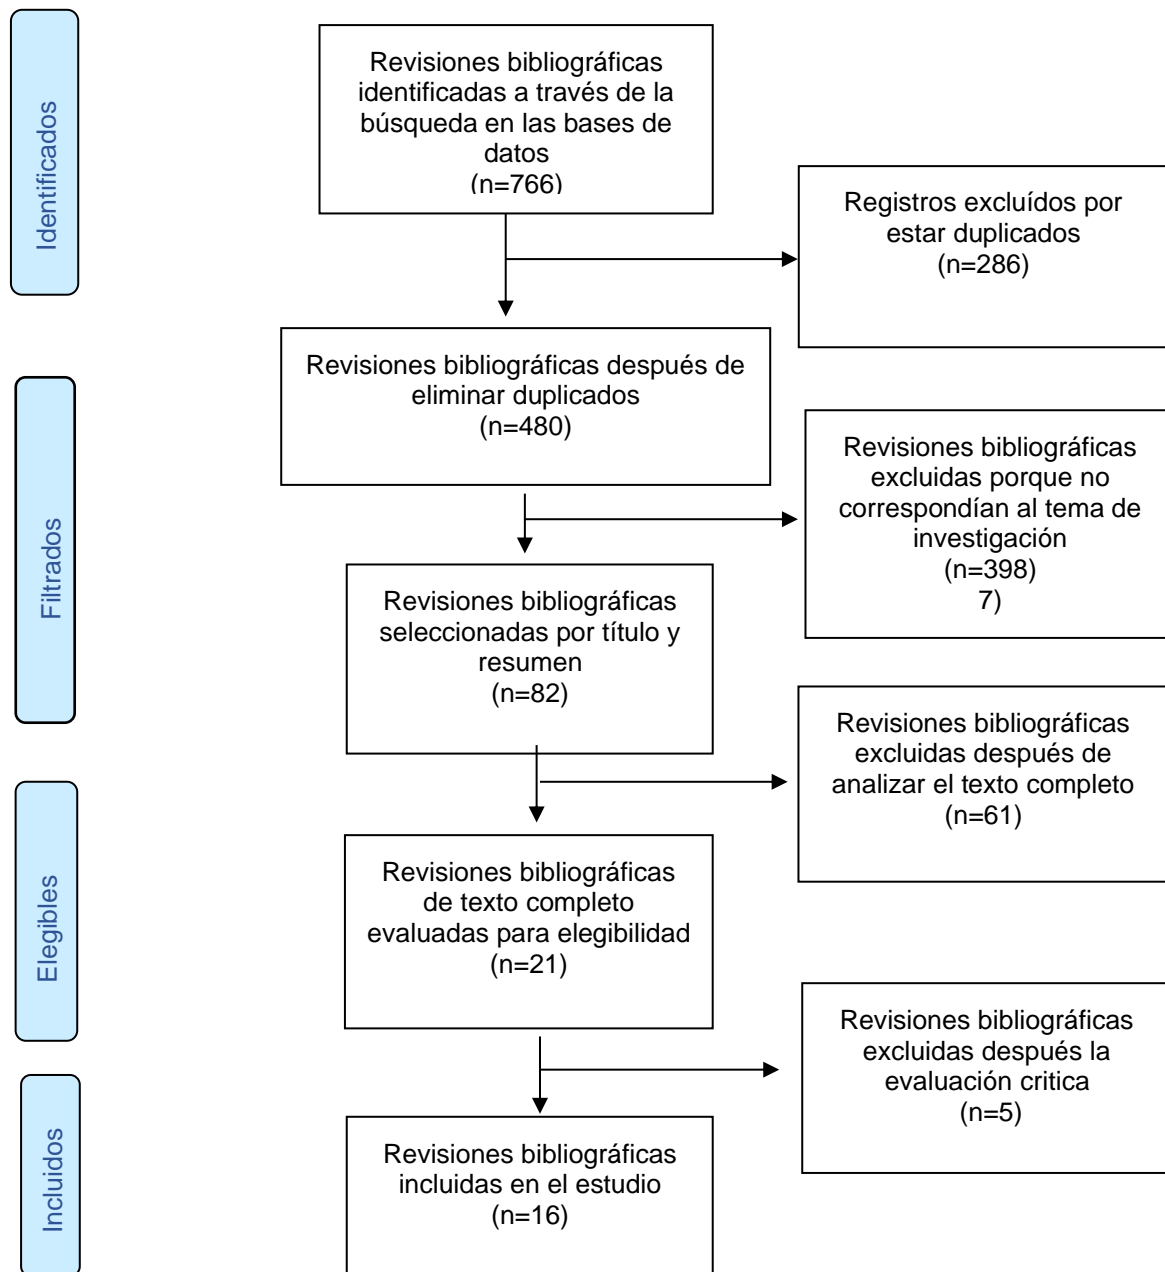 Identificados
Revisiones bibliográficas
identificadas a través de la
búsqueda en las bases de
datos
(n=766)
Registros excluídos por
estar duplicados
(n=286)
Revisiones bibliográficas después de
eliminar duplicados
(n=480)
Filtrados
Revisiones bibliográficas
excluidas porque no
correspondían al tema de
investigación
(n=398)
7)
Revisiones bibliográficas
seleccionadas por título y
resumen
(n=82)
Revisiones bibliográficas
excluidas después de
analizar el texto completo
(n=61)
Elegibles
Revisiones bibliográficas
de texto completo
evaluadas para elegibilidad
(n=21)
Revisiones bibliográficas
excluidas después la
evaluación critica
(n=5)
Incluidos
Revisiones bibliográficas
incluidas en el estudio
(n=16)